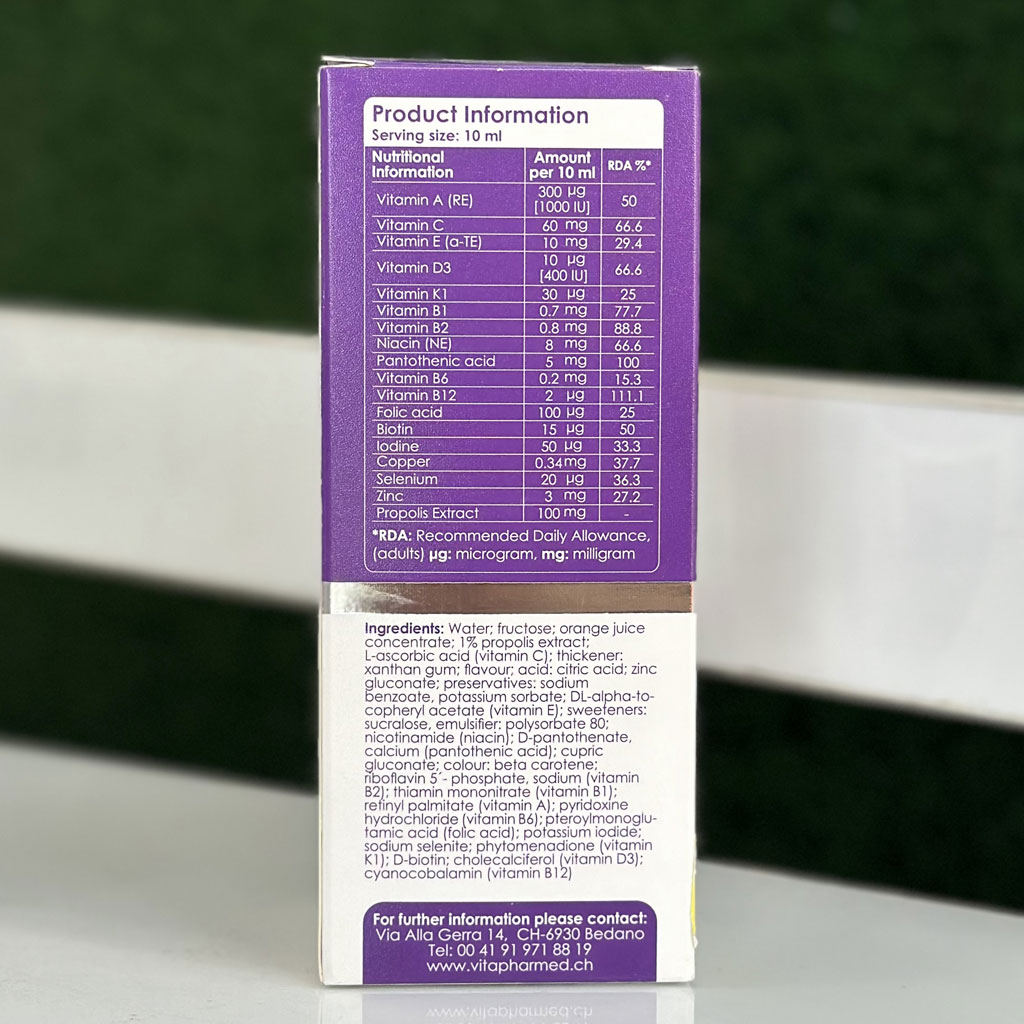 Product Information
Serving size: 10 ml
Nutritional Information Amount per 10 ml RDA %*
Vitamin A (RE) 300 µg [1000 IU] 50
Vitamin C 60 mg 66.6
Vitamin E (α-TE) 10 mg 29.4
Vitamin D3 10 µg [400 IU] 66.6
Vitamin K1 30 µg 25
Vitamin B1 0.7 mg 77.7
Vitamin B2 0.8 mg 88.8
Niacin (NE) 8 mg 66.6
Pantothenic acid 5 mg 100
Vitamin B6 0.2 mg 15.3
Vitamin B12 2 µg 111.1
Folic acid 100 µg 25
Biotin 15 µg 50
Iodine 50 µg 33.3
Copper 0.34mg 37.7
Selenium 20 µg 36.3
Zinc 3 mg 27.2
Propolis Extract 100 mg -
*RDA: Recommended Daily Allowance,
(adults) µg: microgram, mg: milligram
Ingredients: Water; fructose; orange juice
concentrate; 1% propolis extract;
L-ascorbic acid (vitamin C); thickener:
xanthan gum; flavour; acid: citric acid; zinc
gluconate; preservatives: sodium
benzoate, potassium sorbate; DL-alpha-to-
copheryl acetate (vitamin E); sweeteners:
sucralose, emulsifier: polysorbate 80;
nicotinamide (niacin); D-pantothenate,
calcium (pantothenic acid); cupric
gluconate; colour: beta carotene;
riboflavin 5´- phosphate, sodium (vitamin
B2); thiamin mononitrate (vitamin B1);
retinyl palmitate (vitamin A); pyridoxine
hydrochloride (vitamin B6); pteroylmonoglu-
tamic acid (folic acid); potassium iodide;
sodium selenite; phytomenadione (vitamin
K1); D-biotin; cholecalciferol (vitamin D3);
cyanocobalamin (vitamin B12)
For further information please contact:
Via Alla Gerra 14, CH-6930 Bedano
Tel: 00 41 91 971 88 19
www.vitapharmed.ch